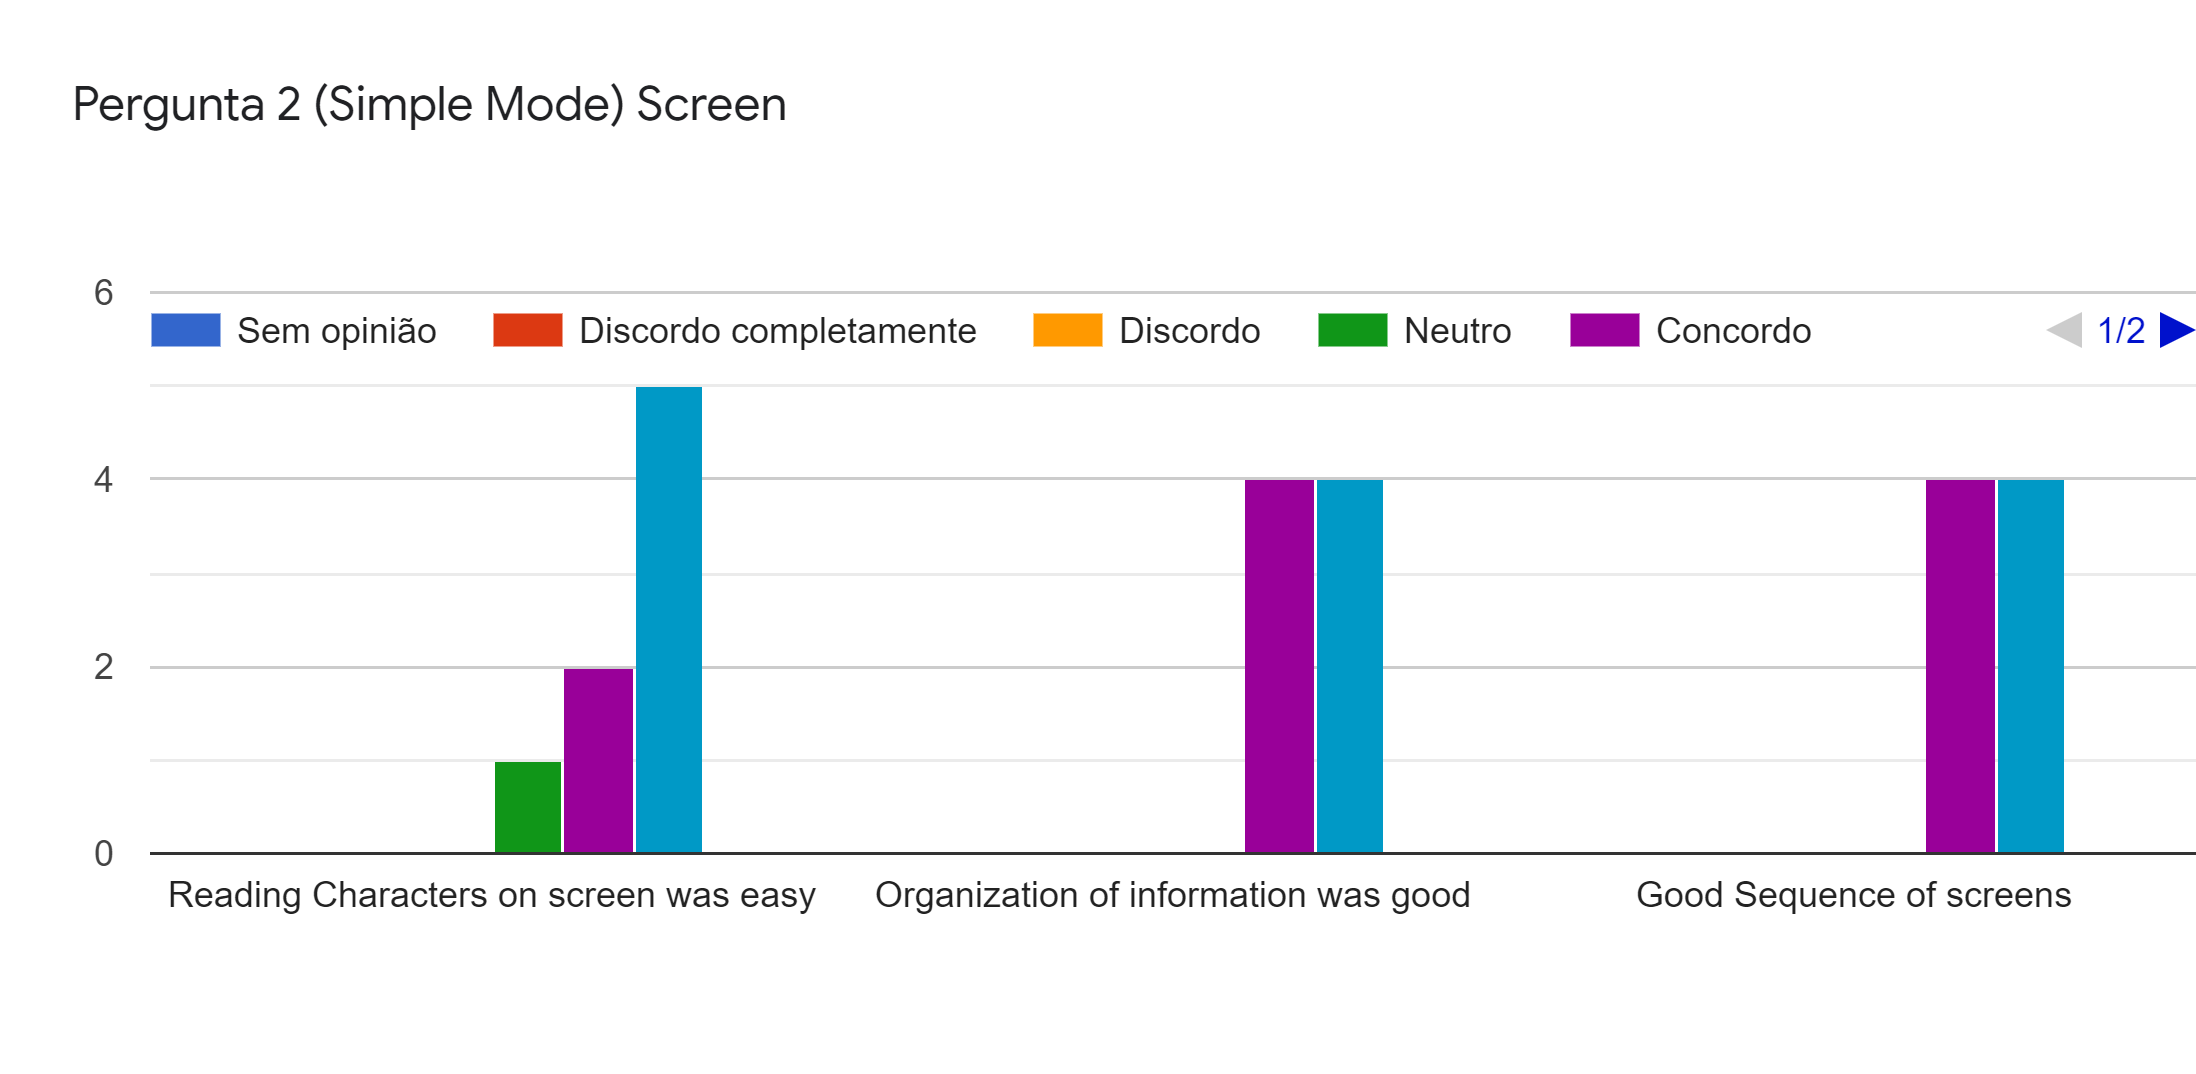 Pergunta 2 (Simple Mode) Screen
6
Sem opinião Discordo completamente Discordo Neutro Concordo 1/2
4
2
0
Reading Characters on screen was easy Organization of information was good Good Sequence of screens